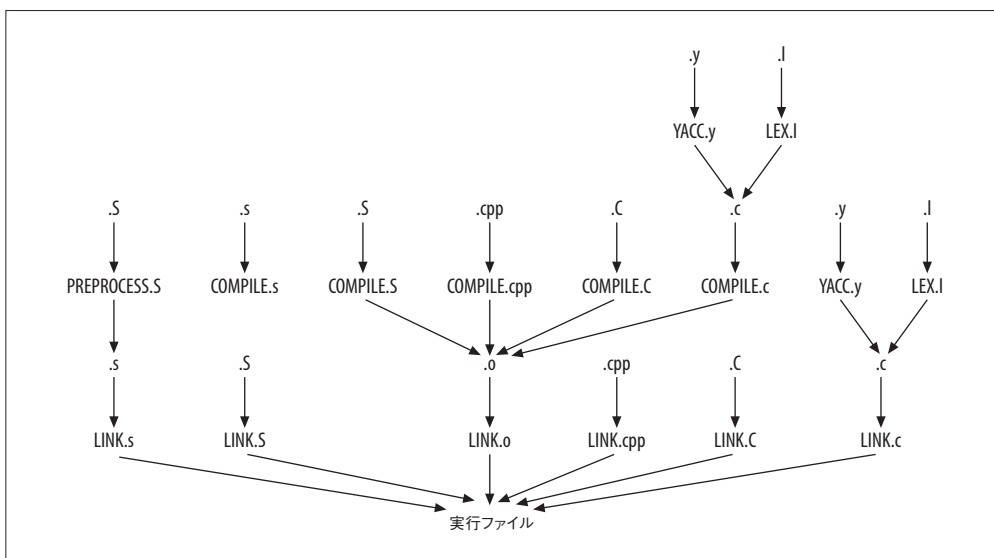 .y .l
YACC.y LEX.l
.S .s .S .cpp .C .c .y .l
PREPROCESS.S COMPILE.s COMPILE.S COMPILE.cpp COMPILE.C COMPILE.c YACC.y LEX.l
.s .S .o .cpp .C .c
LINK.s LINK.S LINK.o LINK.cpp LINK.C LINK.c
実行ファイル